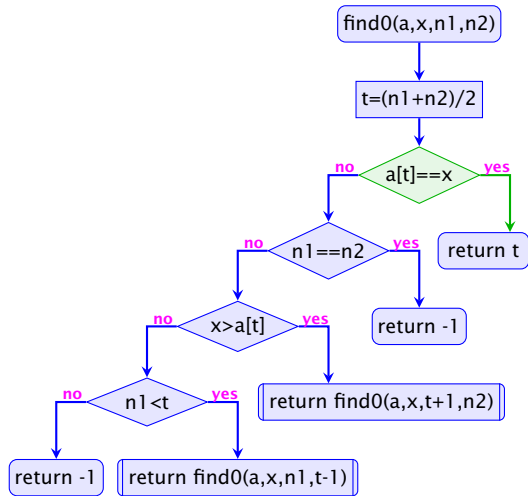 find0(a,x,n1,n2)
t=(n1+n2)/2
a[t]==x
no
yes
return t
n1==n2
no
yes
return -1
x>a[t]
no
yes
return find0(a,x,t+1,n2)
n1<t
no
yes
return -1
return find0(a,x,n1,t-1)